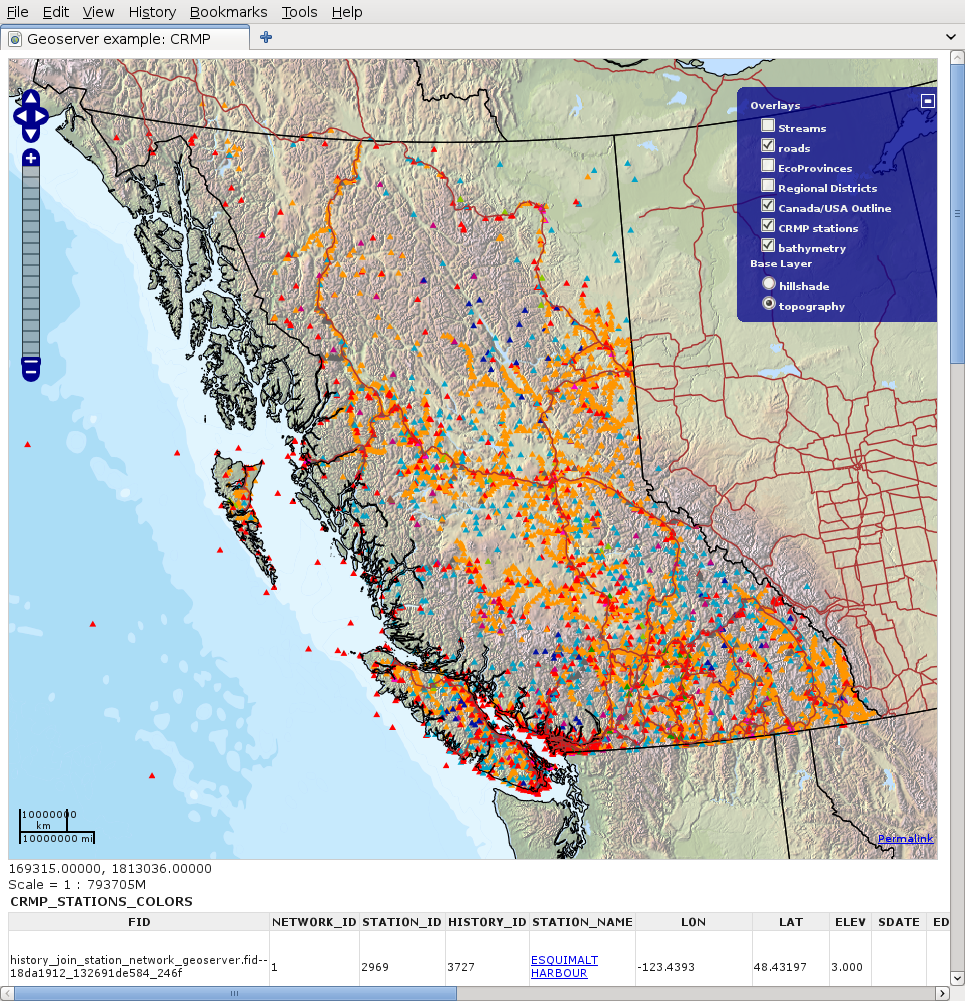 File Edit View History Bookmarks Tools Help
Geoserver example: CRMP
Overlays
Streams
roads
EcoProvinces
Regional Districts
Canada/USA Outline
CRMP stations
bathymetry
Base Layer
hillshade
topography
10000000
km
10000000 mi
Permalink
169315.00000, 1813036.00000
Scale = 1 : 793705M
CRMP_STATIONS_COLORS
FID NETWORK_ID STATION_ID HISTORY_ID STATION_NAME LON LAT ELEV SDATE ED
history_join_station_network_geoserver.fid--
18da1912_132691de584_246f 1 2969 3727 ESQUIMALT HARBOUR -123.4393 48.43197 3.000